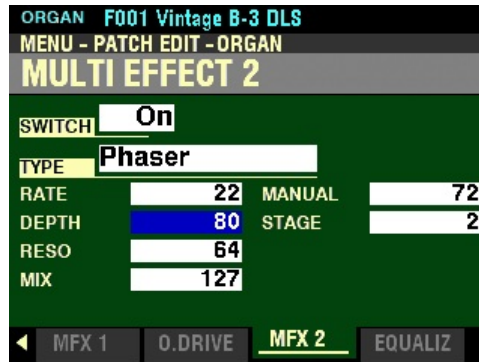 ORGAN F001 Vintage B-3 DLS
MENU - PATCH EDIT - ORGAN
MULTI EFFECT 2
SWITCH On
TYPE Phaser
RATE 22 MANUAL 72
DEPTH 80 STAGE 2
RESO 64
MIX 127
MFX 1 O.DRIVE MFX 2 EQUALIZ